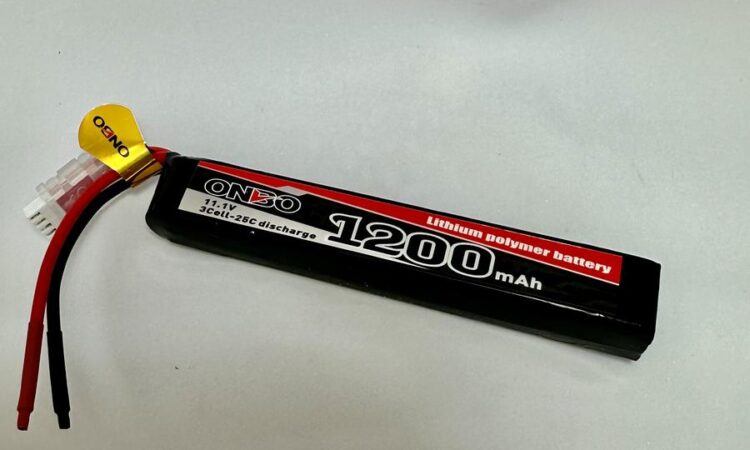 ONBO
ONBO
11.1V
3Cell-25C discharge
1200mAh
Lithium polymer battery